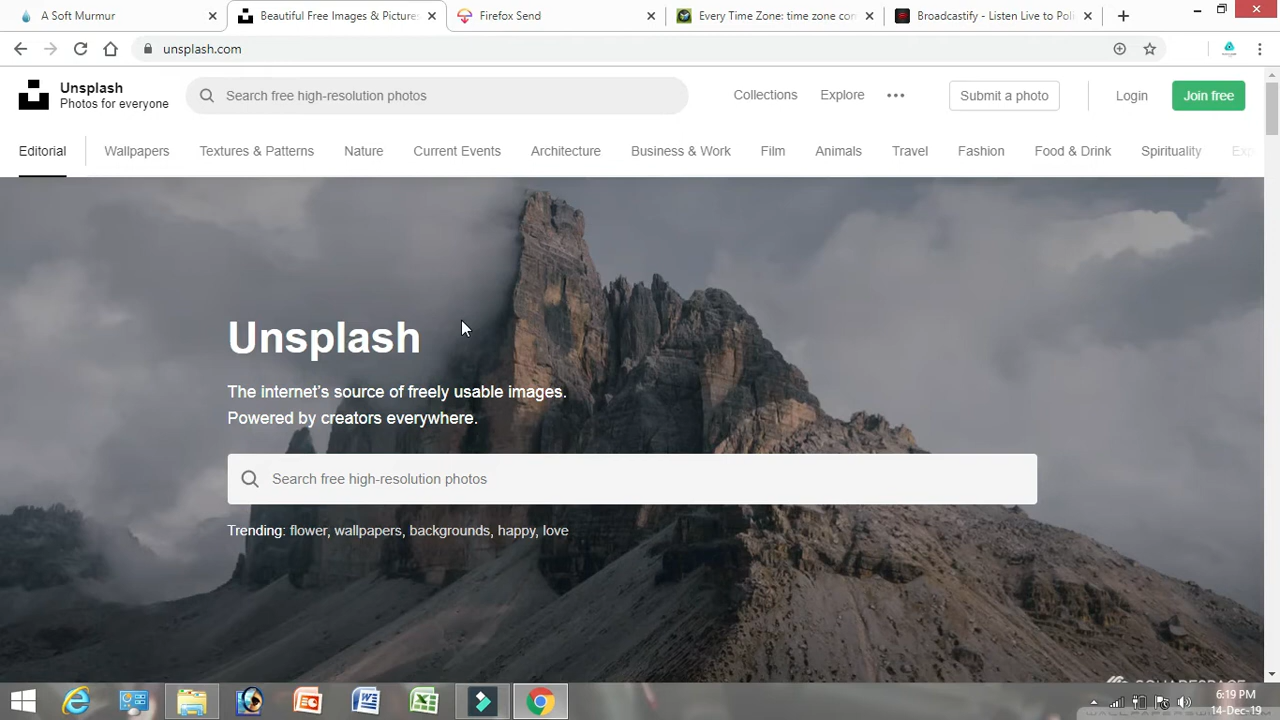 A Soft Murmur
Beautiful Free Images & Pictures
Firefox Send
Every Time Zone: time zone con
Broadcastify - Listen Live to Poli
unsplash.com
Unsplash
Photos for everyone
Search free high-resolution photos
Collections
Explore
Submit a photo
Login
Join free
Editorial
Wallpapers
Textures & Patterns
Nature
Current Events
Architecture
Business & Work
Film
Animals
Travel
Fashion
Food & Drink
Spirituality
Unsplash
The internet's source of freely usable images.
Powered by creators everywhere.
Search free high-resolution photos
Trending: flower, wallpapers, backgrounds, happy, love
SQUARESPACE
6:19 PM
14-Dec-19